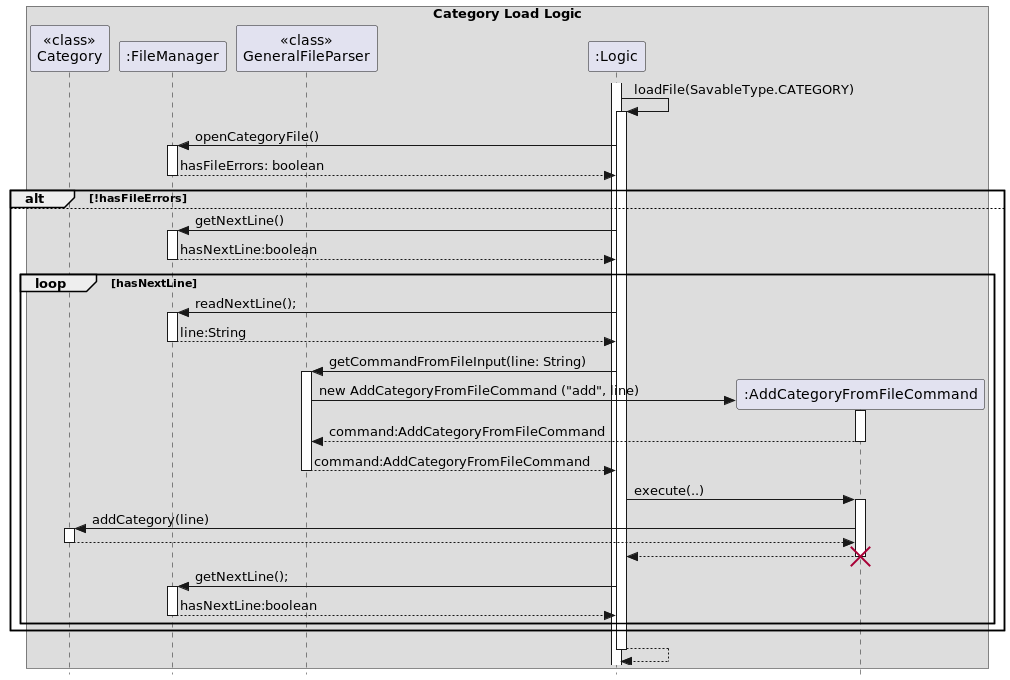 Category Load Logic
«class»
Category
:FileManager
«class»
GeneralFileParser
:Logic
loadFile(SavableType.CATEGORY)
openCategoryFile()
hasFileErrors: boolean
alt
[!hasFileErrors]
getNextLine()
hasNextLine:boolean
loop
[hasNextLine]
readNextLine();
line:String
getCommandFromFileInput(line: String)
new AddCategoryFromFileCommand ("add", line)
:AddCategoryFromFileCommand
command:AddCategoryFromFileCommand
command:AddCategoryFromFileCommand
execute(..)
addCategory(line)
getNextLine();
hasNextLine:boolean